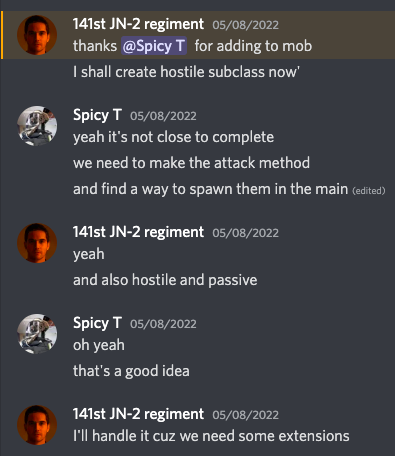 141st JN-2 regiment 05/08/2022
thanks @Spicy T for adding to mob
I shall create hostile subclass now'
Spicy T 05/08/2022
yeah it's not close to complete
we need to make the attack method
and find a way to spawn them in the main (edited)
141st JN-2 regiment 05/08/2022
yeah
and also hostile and passive
Spicy T 05/08/2022
oh yeah
that's a good idea
141st JN-2 regiment 05/08/2022
I'll handle it cuz we need some extensions